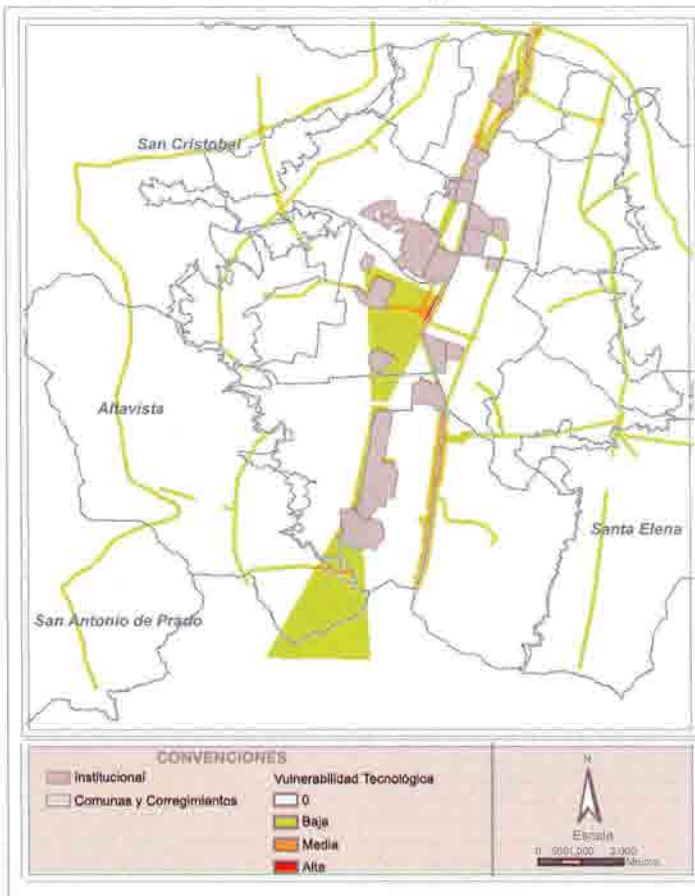 San Cristobal
Altavista
Santa Elena
San Antonio de Prado
CONVENCIONES
Institucional
Comunas y Corregimientos
Vulnerabilidad Tecnológica
0
Baja
Media
Alta
N
Escala